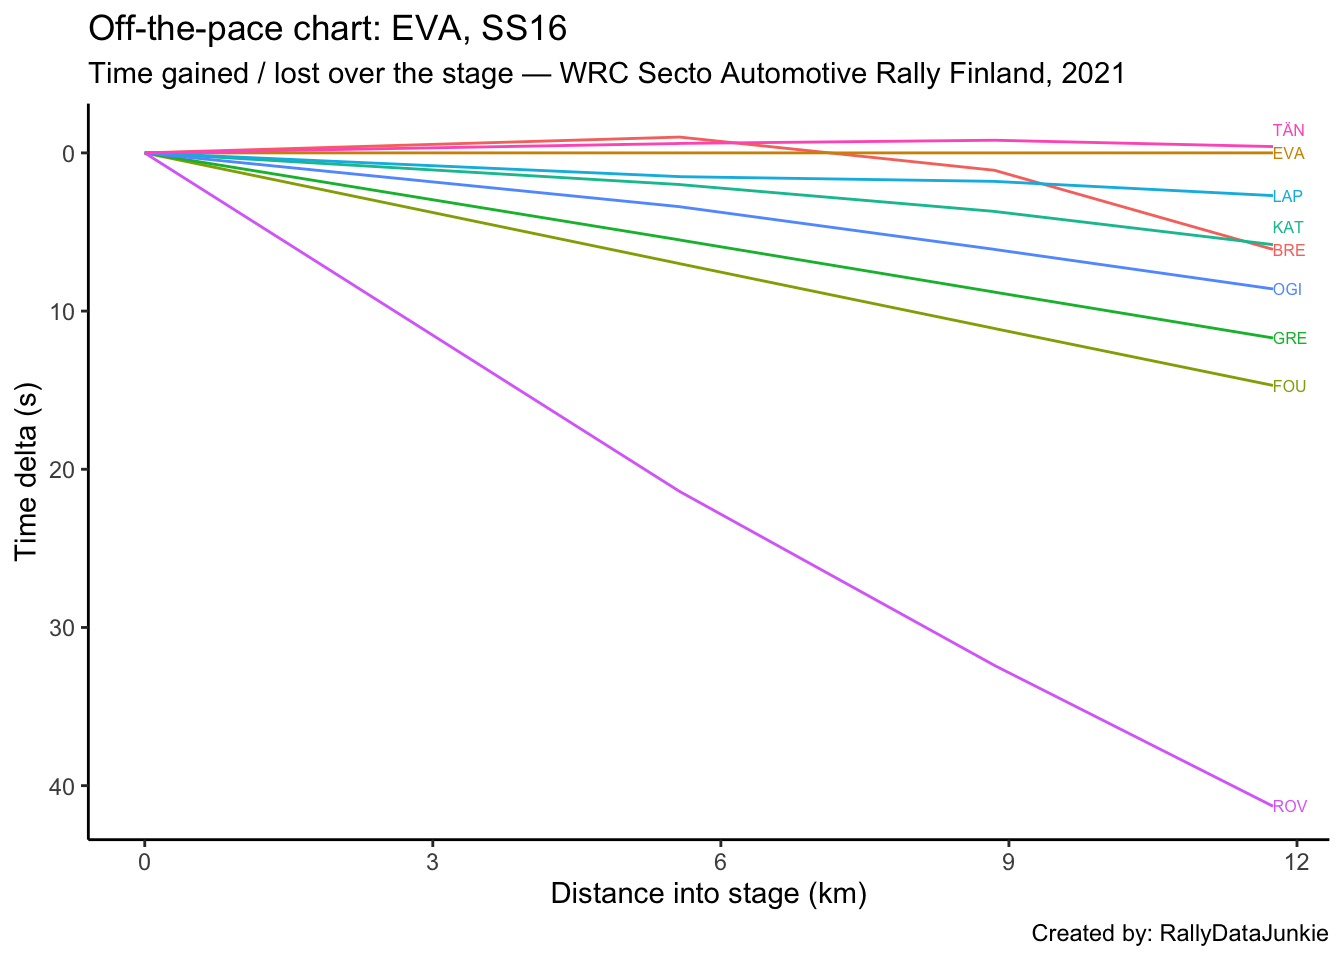 Off-the-pace chart: EVA, SS16
Time gained / lost over the stage — WRC Secto Automotive Rally Finland, 2021
Time delta (s)
0
10
20
30
40
TÄN
EVA
LAP
KAT
BRE
OGI
GRE
FOU
ROV
0
3
6
9
12
Distance into stage (km)
Created by: RallyDataJunkie